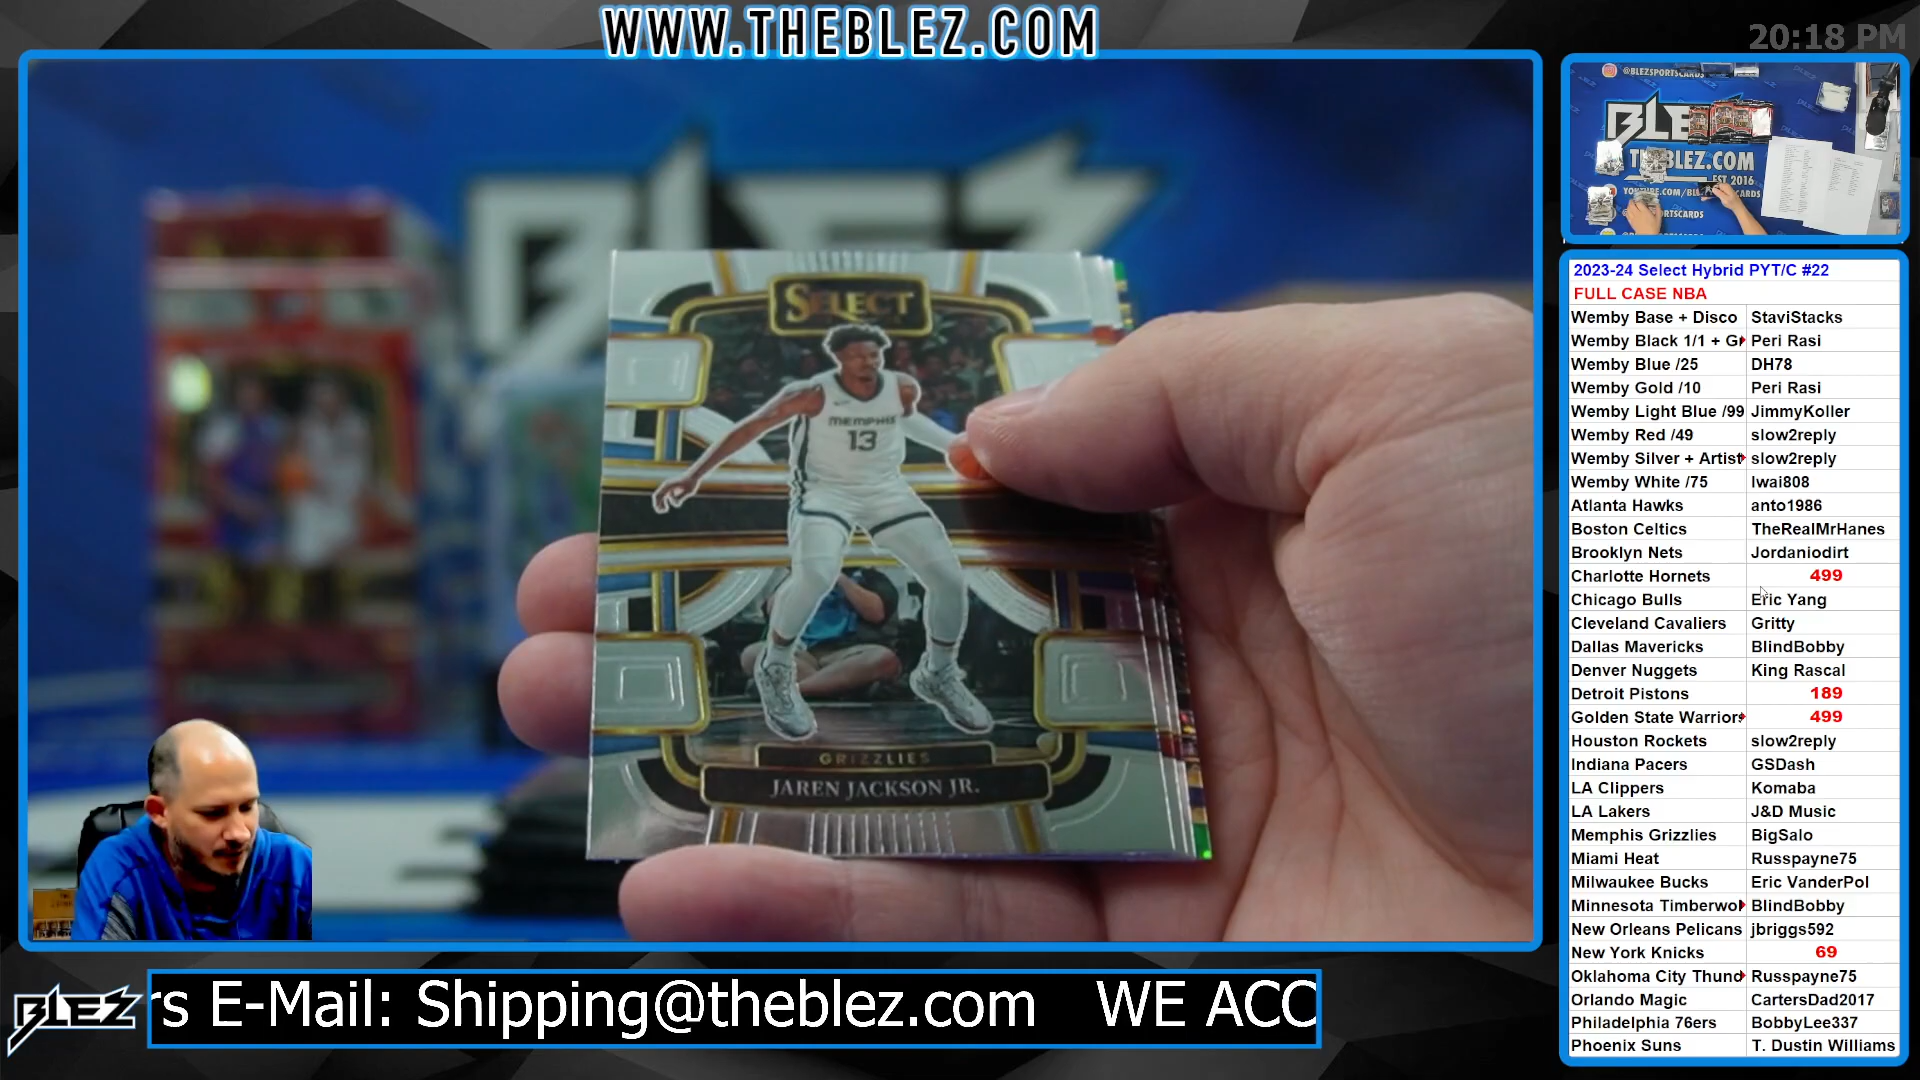 WWW.THEBLEZ.COM
20:18 PM
@BLEZSPORTSCARDS
BLE
THEBLEZ.COM
EST 2016
BLEZ
SELECT
MEMPHIS
13
GRIZZLIES
JAREN JACKSON JR.
2023-24 Select Hybrid PYT/C #22
FULL CASE NBA
Wemby Base + Disco StaviStacks
Wemby Black 1/1 + Gr Peri Rasi
Wemby Blue /25 DH78
Wemby Gold /10 Peri Rasi
Wemby Light Blue /99 JimmyKoller
Wemby Red /49 slow2reply
Wemby Silver + Artist slow2reply
Wemby White /75 Iwai808
Atlanta Hawks anto1986
Boston Celtics TheRealMrHanes
Brooklyn Nets Jordaniodirt
Charlotte Hornets 499
Chicago Bulls Eric Yang
Cleveland Cavaliers Gritty
Dallas Mavericks BlindBobby
Denver Nuggets King Rascal
Detroit Pistons 189
Golden State Warriors 499
Houston Rockets slow2reply
Indiana Pacers GSDash
LA Clippers Komaba
LA Lakers J&D Music
Memphis Grizzlies BigSalo
Miami Heat Russpayne75
Milwaukee Bucks Eric VanderPol
Minnesota Timberwol BlindBobby
New Orleans Pelicans jbriggs592
New York Knicks 69
Oklahoma City Thund Russpayne75
Orlando Magic CartersDad2017
Philadelphia 76ers BobbyLee337
Phoenix Suns T. Dustin Williams
BLEZ
rs E-Mail: Shipping@theblez.com WE ACC